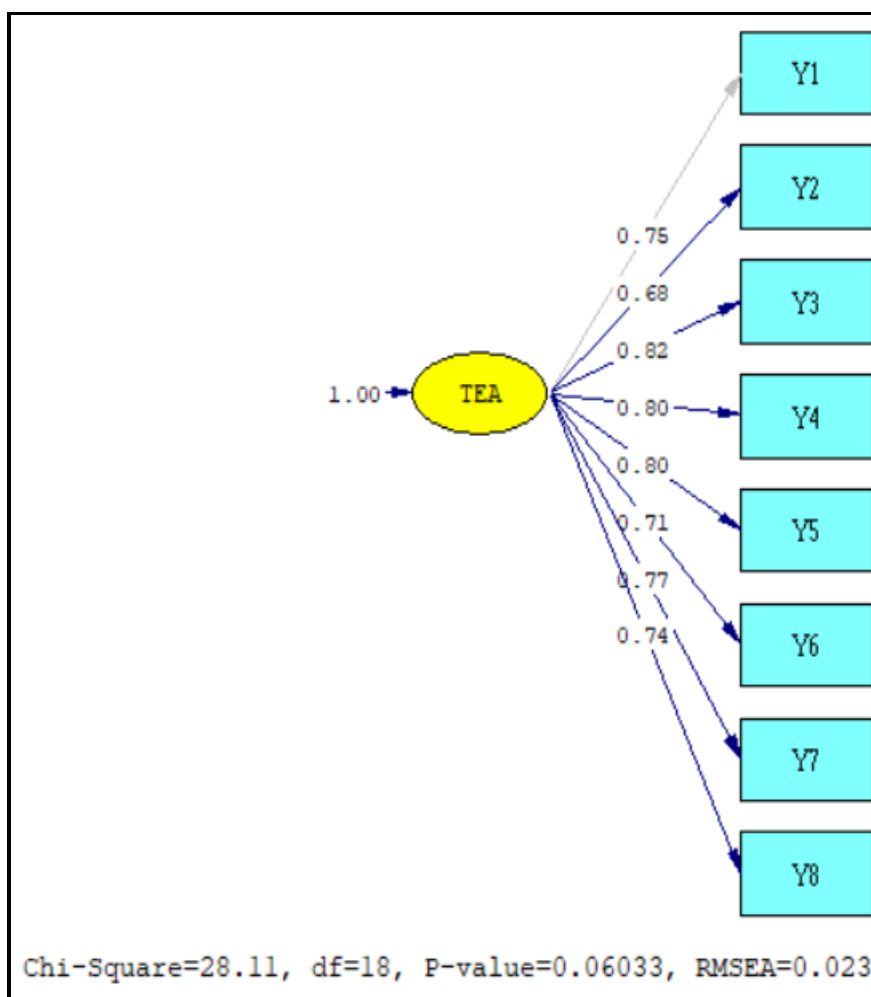 Y1
Y2
0.75
0.68
Y3
0.82
1.00 TEA
0.80
Y4
0.80
0.71
Y5
0.77
0.74
Y6
Y7
Y8
Chi-Square=28.11, df=18, P-value=0.06033, RMSEA=0.023